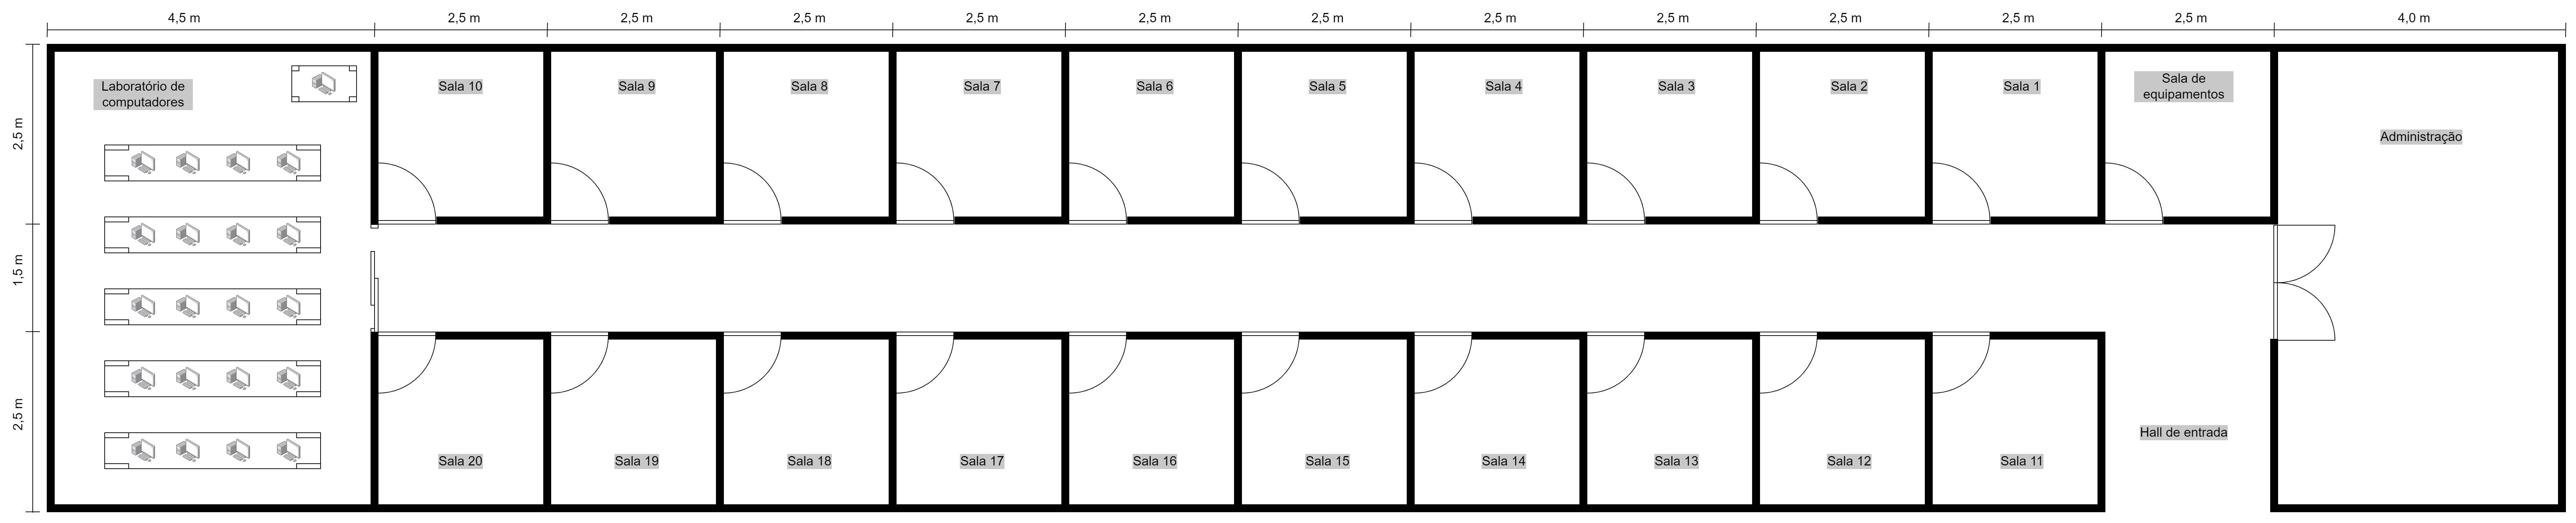 4,5 m
2,5 m
2,5 m
2,5 m
2,5 m
2,5 m
2,5 m
2,5 m
2,5 m
2,5 m
2,5 m
2,5 m
4,0 m
2,5 m
1,5 m
2,5 m
Laboratório de
computadores
Sala 10
Sala 9
Sala 8
Sala 7
Sala 6
Sala 5
Sala 4
Sala 3
Sala 2
Sala 1
Sala de
equipamentos
Administração
Sala 20
Sala 19
Sala 18
Sala 17
Sala 16
Sala 15
Sala 14
Sala 13
Sala 12
Sala 11
Hall de entrada